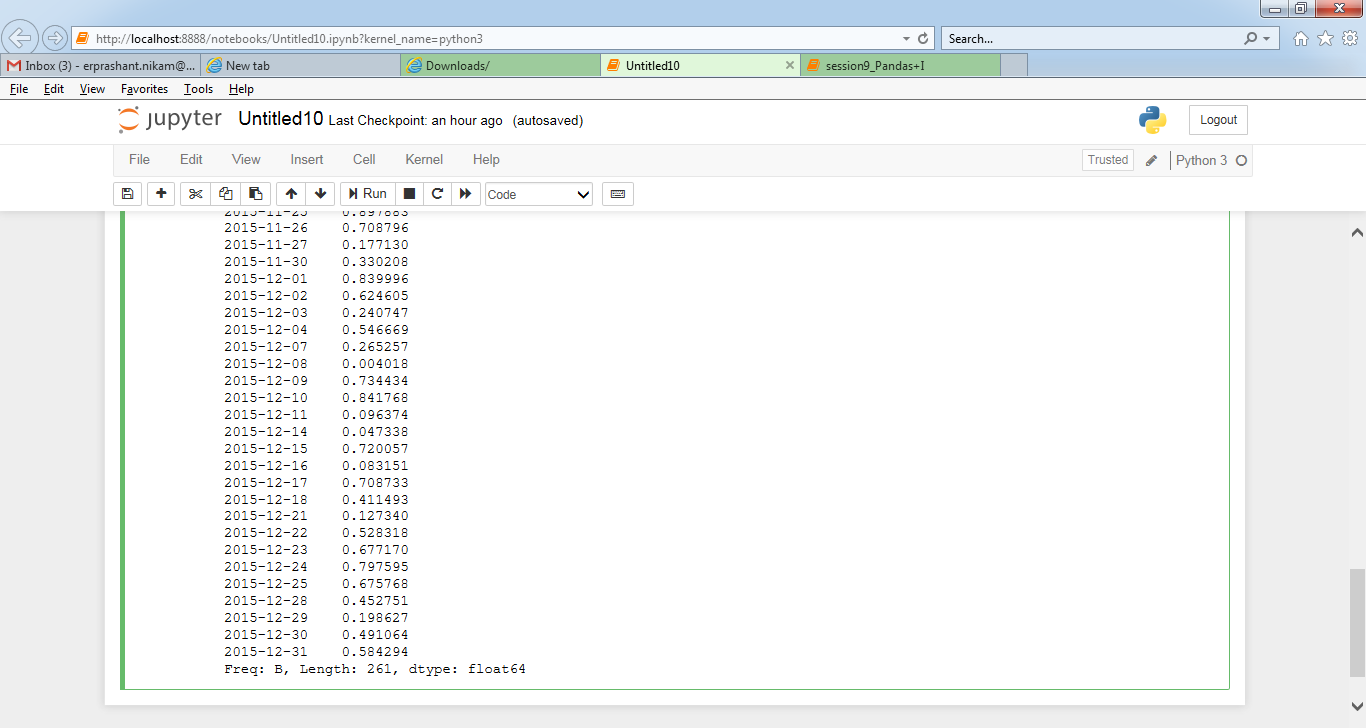 http://localhost:8888/notebooks/Untitled10.ipynb?kernel_name=python3
Search...
Inbox (3) - erprashant.nikam@...
New tab
Downloads/
Untitled10
session9_Pandas+I
File Edit View Favorites Tools Help
jupyter Untitled10 Last Checkpoint: an hour ago (autosaved)
Logout
File Edit View Insert Cell Kernel Help
Trusted
Python 3
Run
Code
2015-11-25 0.897883
2015-11-26 0.708796
2015-11-27 0.177130
2015-11-30 0.330208
2015-12-01 0.839996
2015-12-02 0.624605
2015-12-03 0.240747
2015-12-04 0.546669
2015-12-07 0.265257
2015-12-08 0.004018
2015-12-09 0.734434
2015-12-10 0.841768
2015-12-11 0.096374
2015-12-14 0.047338
2015-12-15 0.720057
2015-12-16 0.083151
2015-12-17 0.708733
2015-12-18 0.411493
2015-12-21 0.127340
2015-12-22 0.528318
2015-12-23 0.677170
2015-12-24 0.797595
2015-12-25 0.675768
2015-12-28 0.452751
2015-12-29 0.198627
2015-12-30 0.491064
2015-12-31 0.584294
Freq: B, Length: 261, dtype: float64